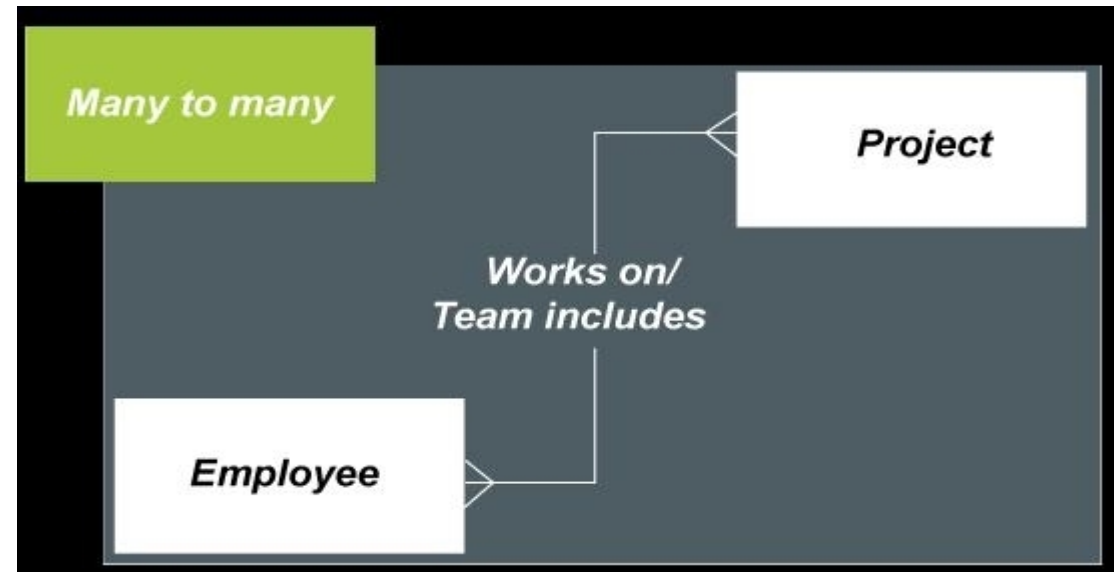 Many to many
Project
Works on/
Team includes
Employee